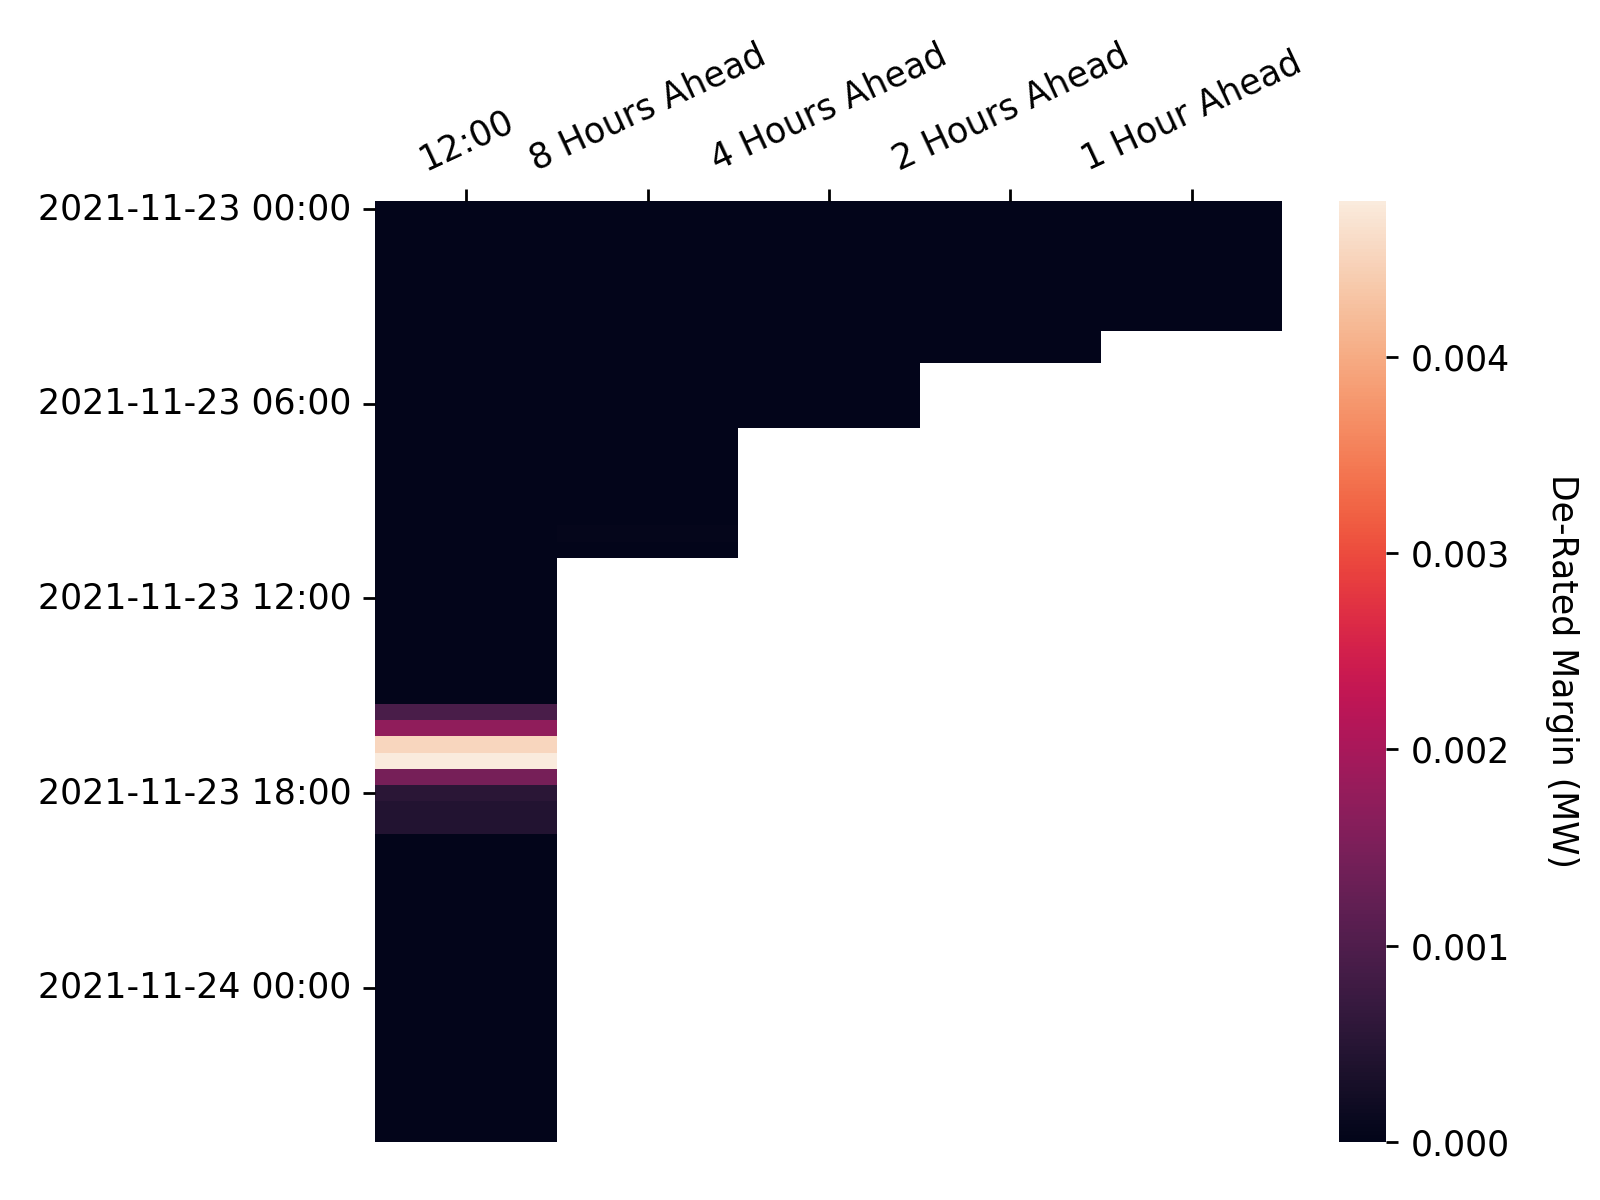 12:00
8 Hours Ahead
4 Hours Ahead
2 Hours Ahead
1 Hour Ahead
2021-11-23 00:00
2021-11-23 06:00
2021-11-23 12:00
2021-11-23 18:00
2021-11-24 00:00
0.004
0.003
0.002
0.001
0.000
De-Rated Margin (MW)